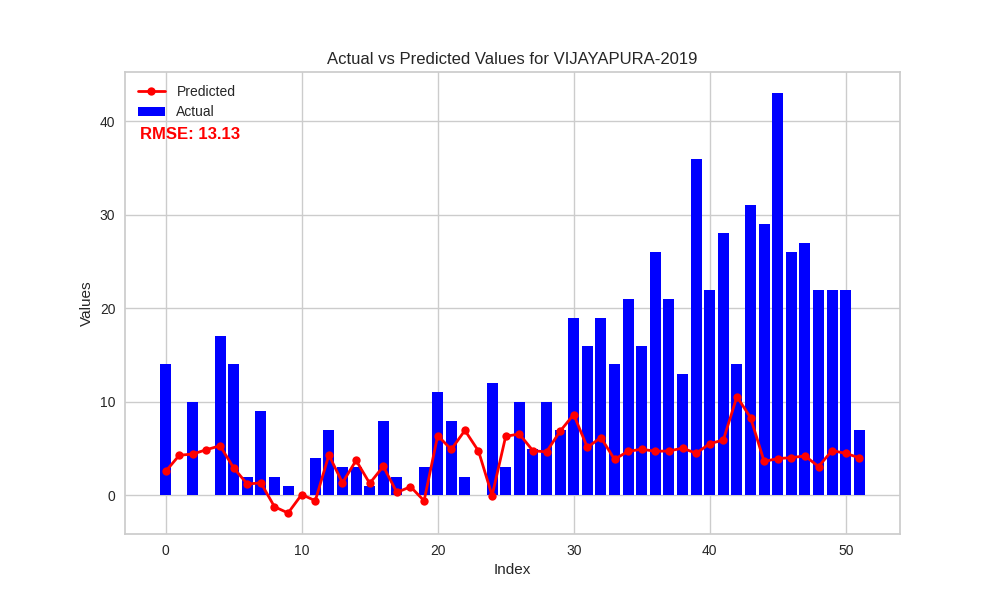 Actual vs Predicted Values for VIJAYAPURA-2019
Predicted
Actual
RMSE: 13.13
Values
40
30
20
10
0
0 10 20 30 40 50
Index